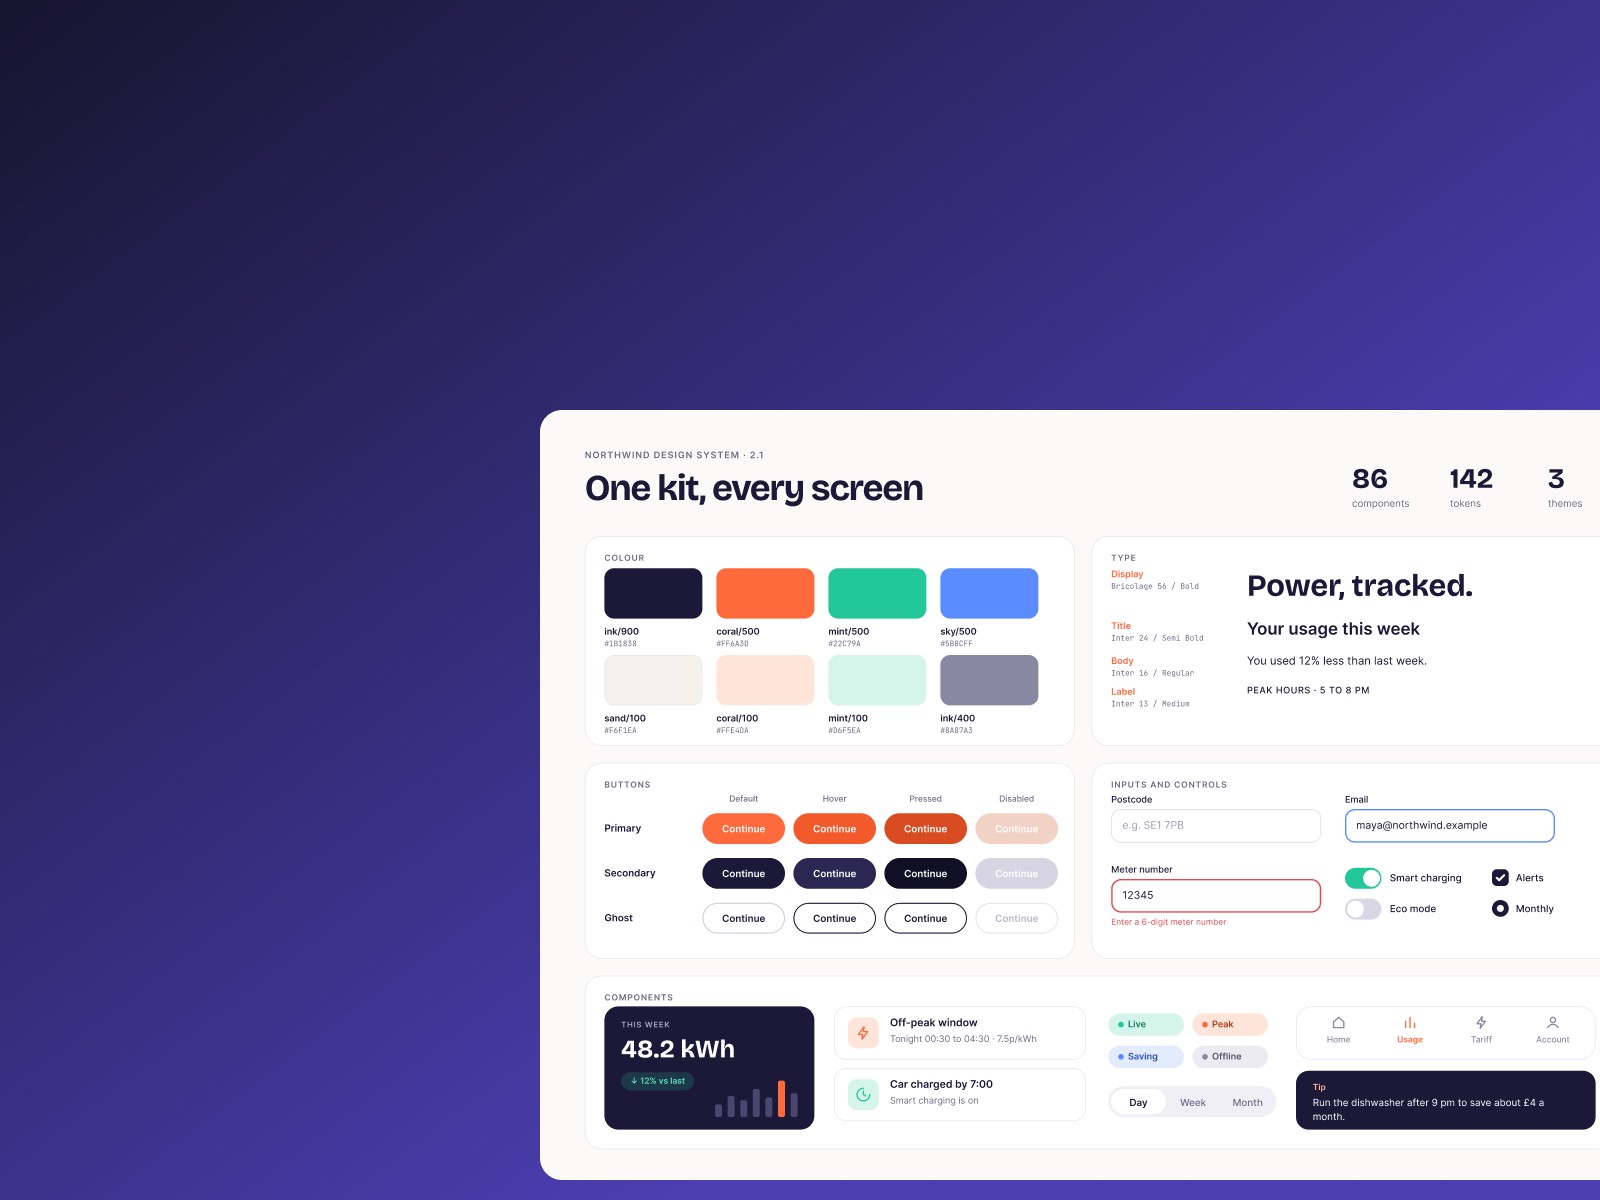 NORTHWIND DESIGN SYSTEM · 2.1
One kit, every screen
86
components
142
tokens
3
themes
COLOUR
ink/900
#1B1838
coral/500
#FF6A3D
mint/500
#22C79A
sky/500
#5B8CFF
sand/100
#F6F1EA
coral/100
#FFE4DA
mint/100
#D6F5EA
ink/400
#8A87A3
TYPE
Display
Bricolage 56 / Bold
Power, tracked.
Title
Inter 24 / Semi Bold
Your usage this week
Body
Inter 16 / Regular
You used 12% less than last week.
Label
Inter 13 / Medium
PEAK HOURS · 5 TO 8 PM
BUTTONS
Default
Hover
Pressed
Disabled
Primary
Continue
Continue
Continue
Continue
Secondary
Continue
Continue
Continue
Continue
Ghost
Continue
Continue
Continue
Continue
INPUTS AND CONTROLS
Postcode
e.g. SE1 7PB
Email
maya@northwind.example
Meter number
12345
Enter a 6-digit meter number
Smart charging
Alerts
Eco mode
Monthly
COMPONENTS
THIS WEEK
48.2 kWh
↓ 12% vs last
Off-peak window
Tonight 00:30 to 04:30 · 7.5p/kWh
Car charged by 7:00
Smart charging is on
Live
Peak
Saving
Offline
Day
Week
Month
Home
Usage
Tariff
Account
Tip
Run the dishwasher after 9 pm to save about £4 a
month.